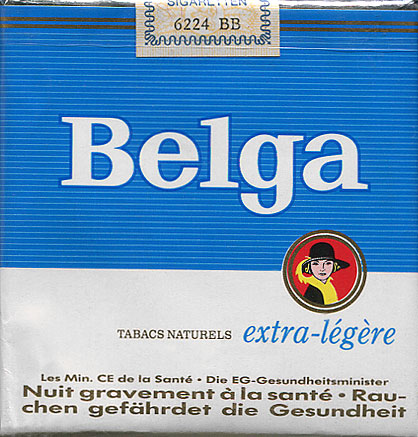 SIGARETTEN
6224 BB
Belga
TABACS NATURELS extra-légère
Les Min. CE de la Santé • Die EG-Gesundheitsminister
Nuit gravement à la santé • Rau-
chen gefährdet die Gesundheit